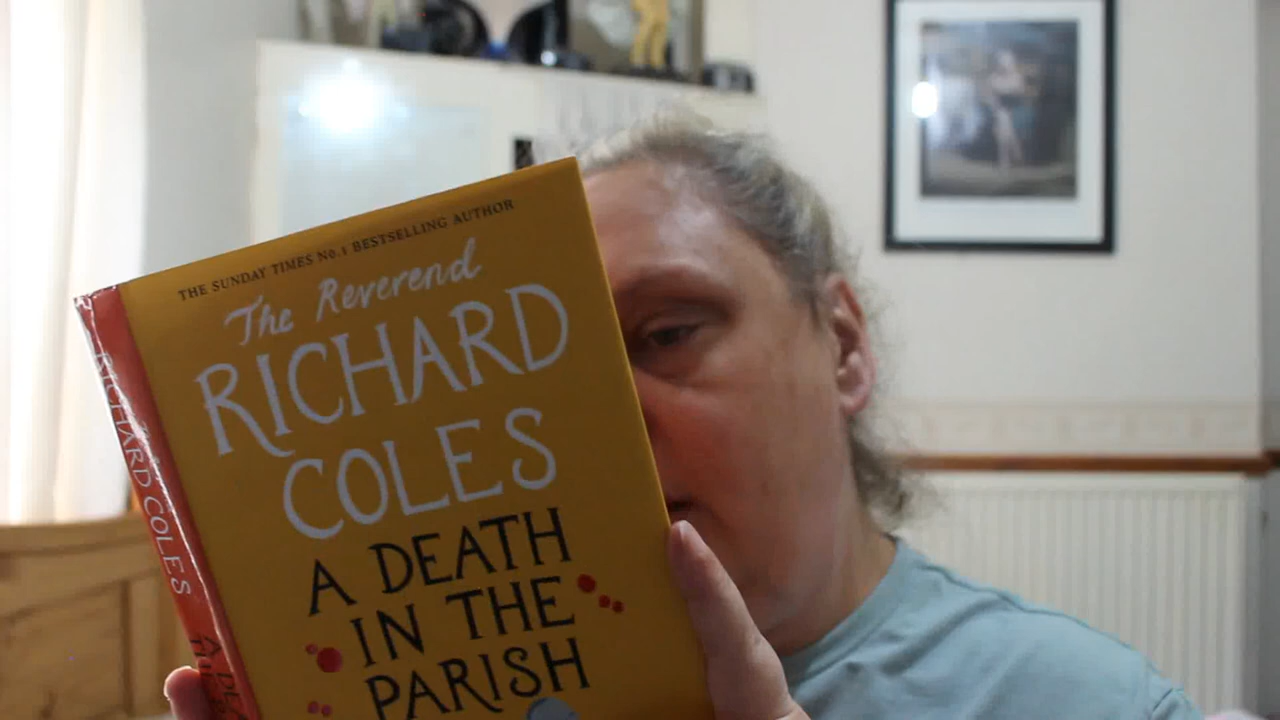 THE SUNDAY TIMES No.1 BESTSELLING AUTHOR
The Reverend
RICHARD
COLES
A DEATH
IN THE
PARISH
RICHARD COLES